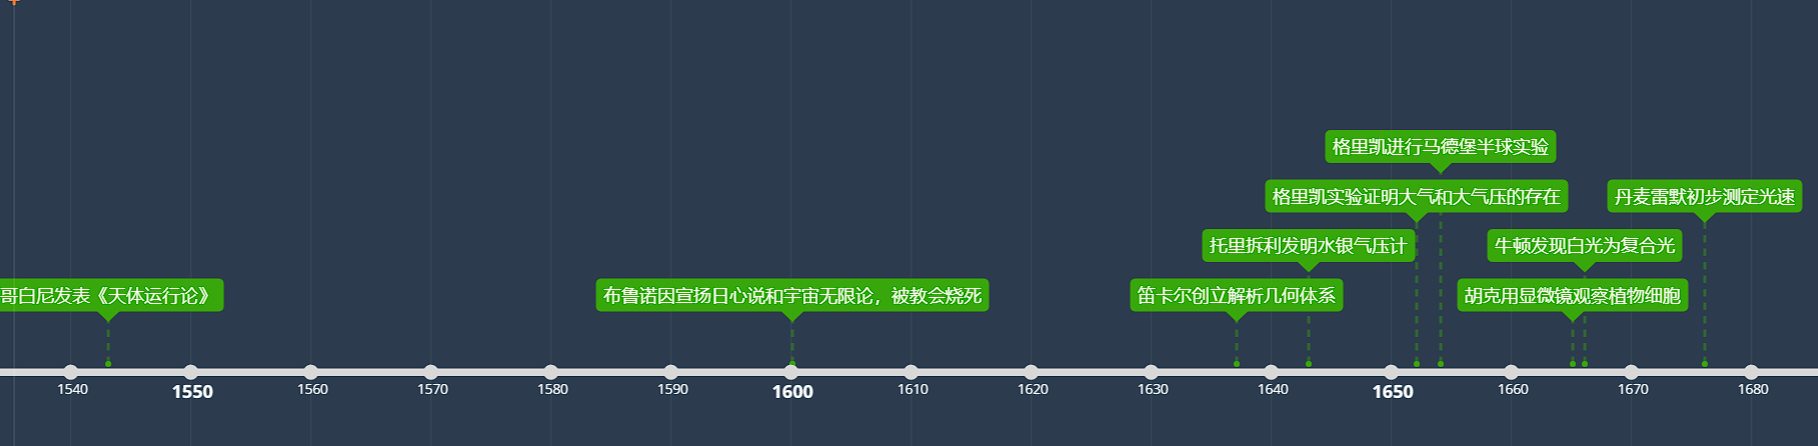 格里凯进行马德堡半球实验
格里凯实验证明大气和大气压的存在
丹麦雷默初步测定光速
托里拆利发明水银气压计
牛顿发现白光为复合光
哥白尼发表《天体运行论》
布鲁诺因宣扬日心说和宇宙无限论，被教会烧死
笛卡尔创立解析几何体系
胡克用显微镜观察植物细胞
1540 1550 1560 1570 1580 1590 1600 1610 1620 1630 1640 1650 1660 1670 1680